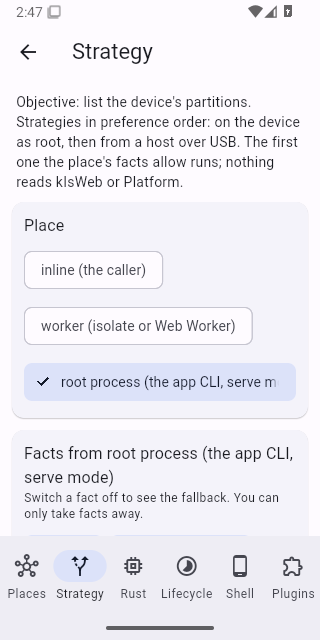 2:47
Strategy
Objective: list the device's partitions.
Strategies in preference order: on the device
as root, then from a host over USB. The first
one the place's facts allow runs; nothing
reads kIsWeb or Platform.
Place
inline (the caller)
worker (isolate or Web Worker)
root process (the app CLI, serve m
Facts from root process (the app CLI,
serve mode)
Switch a fact off to see the fallback. You can
only take facts away.
Places Strategy Rust Lifecycle Shell Plugins